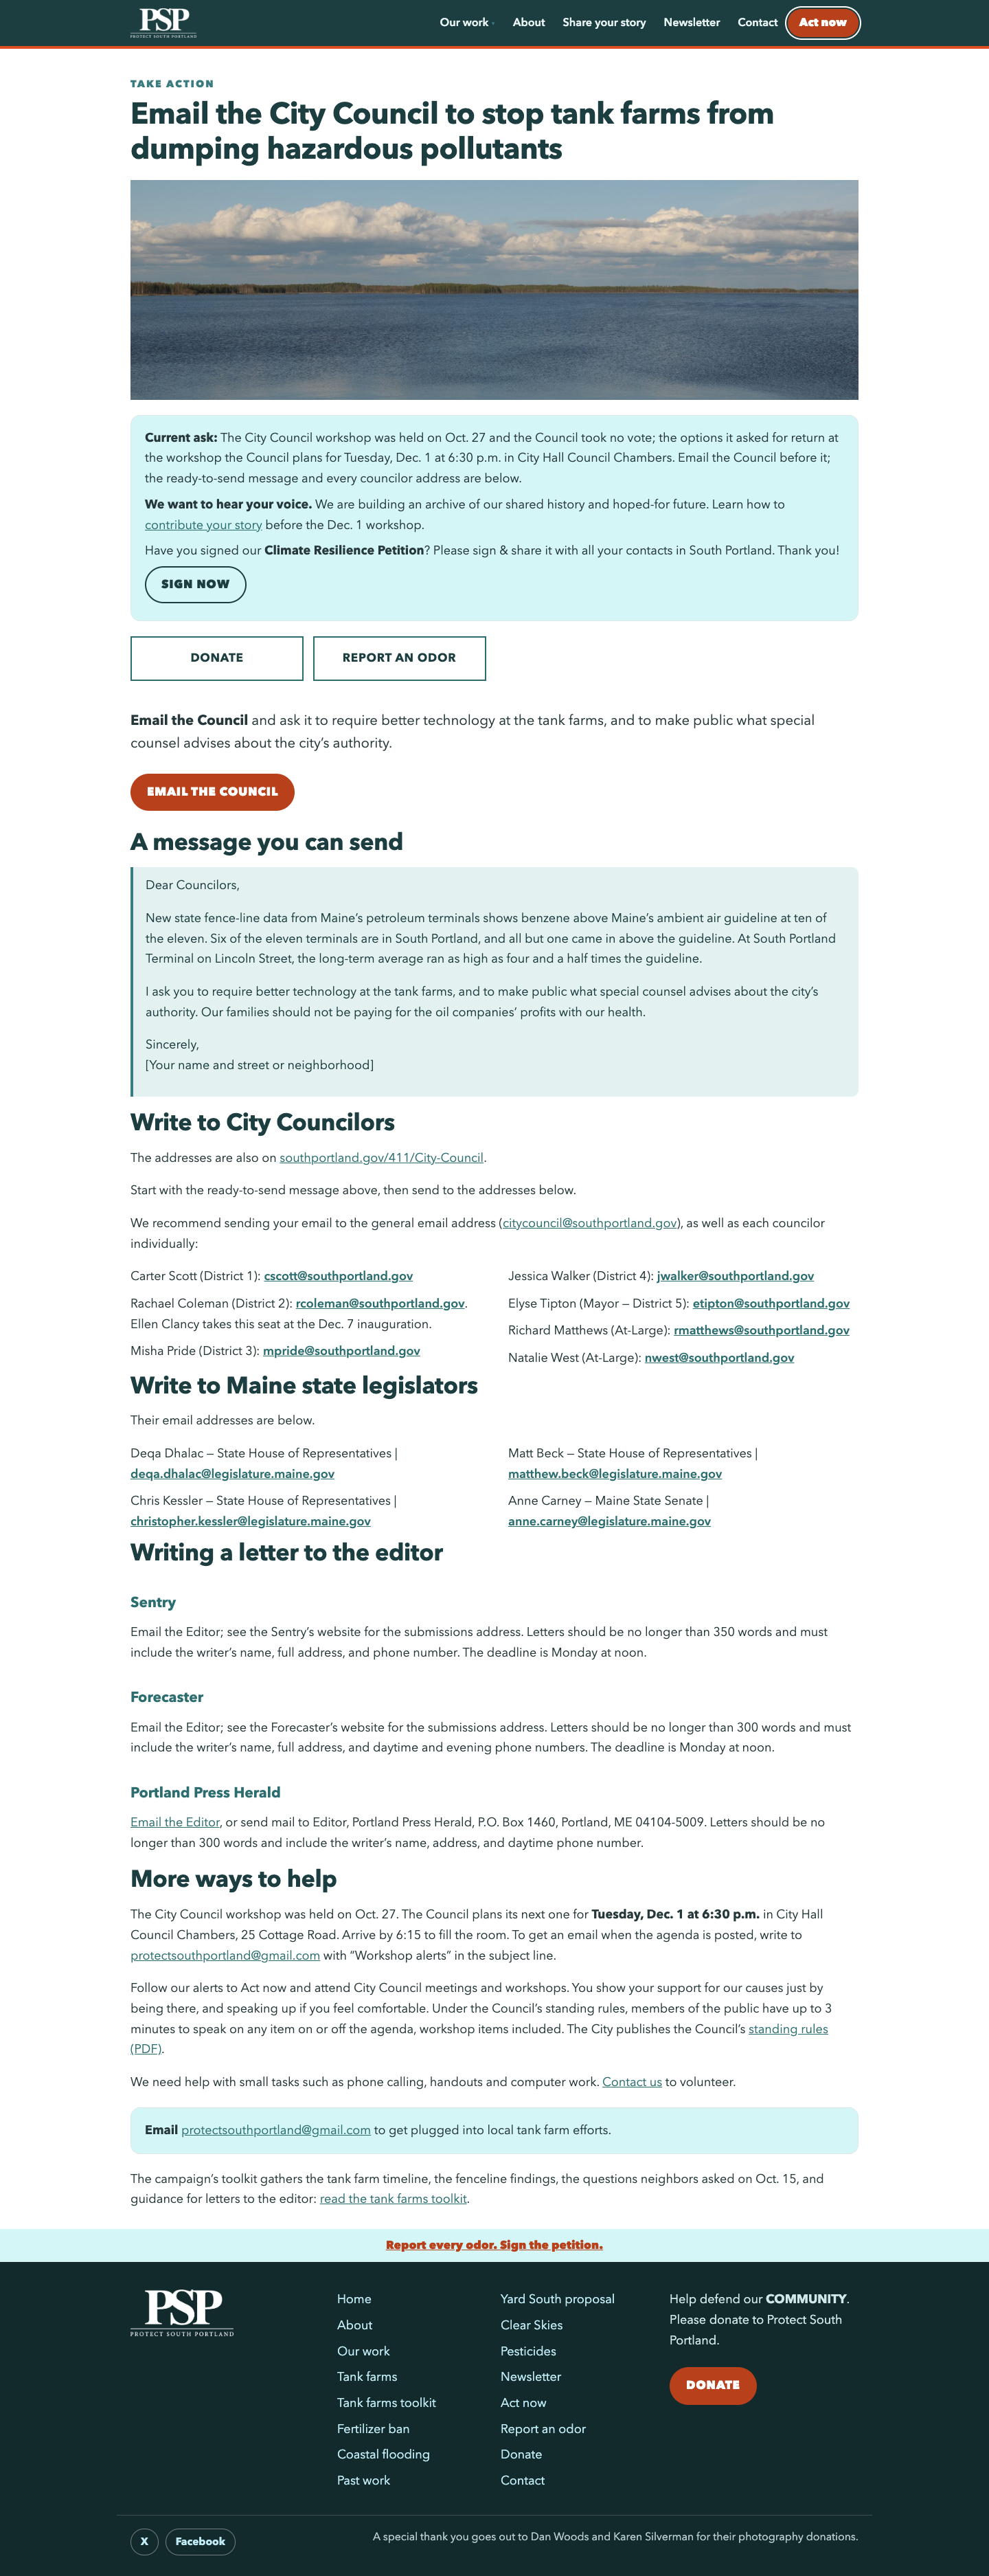 PSP
PROTECT SOUTH PORTLAND
Our work
About
Share your story
Newsletter
Contact
Act now
TAKE ACTION
Email the City Council to stop tank farms from
dumping hazardous pollutants
Current ask: The City Council workshop was held on Oct. 27 and the Council took no vote; the options it asked for return at
the workshop the Council plans for Tuesday, Dec. 1 at 6:30 p.m. in City Hall Council Chambers. Email the Council before it;
the ready-to-send message and every councilor address are below.
We want to hear your voice. We are building an archive of our shared history and hoped-for future. Learn how to
contribute your story before the Dec. 1 workshop.
Have you signed our Climate Resilience Petition? Please sign & share it with all your contacts in South Portland. Thank you!
SIGN NOW
DONATE
REPORT AN ODOR
Email the Council and ask it to require better technology at the tank farms, and to make public what special
counsel advises about the city’s authority.
EMAIL THE COUNCIL
A message you can send
Dear Councilors,
New state fence-line data from Maine’s petroleum terminals shows benzene above Maine’s ambient air guideline at ten of
the eleven. Six of the eleven terminals are in South Portland, and all but one came in above the guideline. At South Portland
Terminal on Lincoln Street, the long-term average ran as high as four and a half times the guideline.
I ask you to require better technology at the tank farms, and to make public what special counsel advises about the city’s
authority. Our families should not be paying for the oil companies’ profits with our health.
Sincerely,
[Your name and street or neighborhood]
Write to City Councilors
The addresses are also on southportland.gov/411/City-Council.
Start with the ready-to-send message above, then send to the addresses below.
We recommend sending your email to the general email address (citycouncil@southportland.gov), as well as each councilor
individually:
Carter Scott (District 1): cscott@southportland.gov
Rachael Coleman (District 2): rcoleman@southportland.gov.
Ellen Clancy takes this seat at the Dec. 7 inauguration.
Misha Pride (District 3): mpride@southportland.gov
Jessica Walker (District 4): jwalker@southportland.gov
Elyse Tipton (Mayor – District 5): etipton@southportland.gov
Richard Matthews (At-Large): rmatthews@southportland.gov
Natalie West (At-Large): nwest@southportland.gov
Write to Maine state legislators
Their email addresses are below.
Deqa Dhalac – State House of Representatives |
deqa.dhalac@legislature.maine.gov
Chris Kessler – State House of Representatives |
christopher.kessler@legislature.maine.gov
Matt Beck – State House of Representatives |
matthew.beck@legislature.maine.gov
Anne Carney – Maine State Senate |
anne.carney@legislature.maine.gov
Writing a letter to the editor
Sentry
Email the Editor; see the Sentry’s website for the submissions address. Letters should be no longer than 350 words and must
include the writer’s name, full address, and phone number. The deadline is Monday at noon.
Forecaster
Email the Editor; see the Forecaster’s website for the submissions address. Letters should be no longer than 300 words and must
include the writer’s name, full address, and daytime and evening phone numbers. The deadline is Monday at noon.
Portland Press Herald
Email the Editor, or send mail to Editor, Portland Press Herald, P.O. Box 1460, Portland, ME 04104-5009. Letters should be no
longer than 300 words and include the writer’s name, address, and daytime phone number.
More ways to help
The City Council workshop was held on Oct. 27. The Council plans its next one for Tuesday, Dec. 1 at 6:30 p.m. in City Hall
Council Chambers, 25 Cottage Road. Arrive by 6:15 to fill the room. To get an email when the agenda is posted, write to
protectsouthportland@gmail.com with “Workshop alerts” in the subject line.
Follow our alerts to Act now and attend City Council meetings and workshops. You show your support for our causes just by
being there, and speaking up if you feel comfortable. Under the Council’s standing rules, members of the public have up to 3
minutes to speak on any item on or off the agenda, workshop items included. The City publishes the Council’s standing rules
(PDF).
We need help with small tasks such as phone calling, handouts and computer work. Contact us to volunteer.
Email protectsouthportland@gmail.com to get plugged into local tank farm efforts.
The campaign’s toolkit gathers the tank farm timeline, the fenceline findings, the questions neighbors asked on Oct. 15, and
guidance for letters to the editor: read the tank farms toolkit.
Report every odor. Sign the petition.
PSP
PROTECT SOUTH PORTLAND
Home
About
Our work
Tank farms
Tank farms toolkit
Fertilizer ban
Coastal flooding
Past work
Yard South proposal
Clear Skies
Pesticides
Newsletter
Act now
Report an odor
Donate
Contact
Help defend our COMMUNITY.
Please donate to Protect South
Portland.
DONATE
X
Facebook
A special thank you goes out to Dan Woods and Karen Silverman for their photography donations.